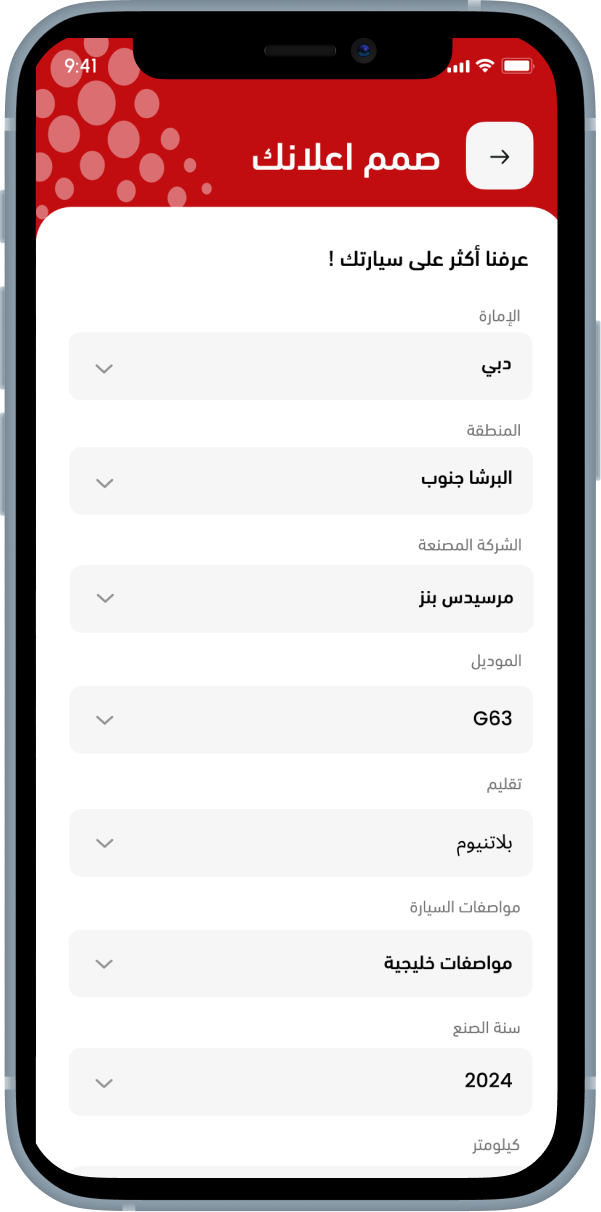 9:41
صمم اعلانك
عرفنا أكثر على سيارتك !
الإمارة
دبي
المنطقة
البرشا جنوب
الشركة المصنعة
مرسيدس بنز
الموديل
G63
تقليم
بلاتنيوم
مواصفات السيارة
مواصفات خليجية
سنة الصنع
2024
كيلومتر